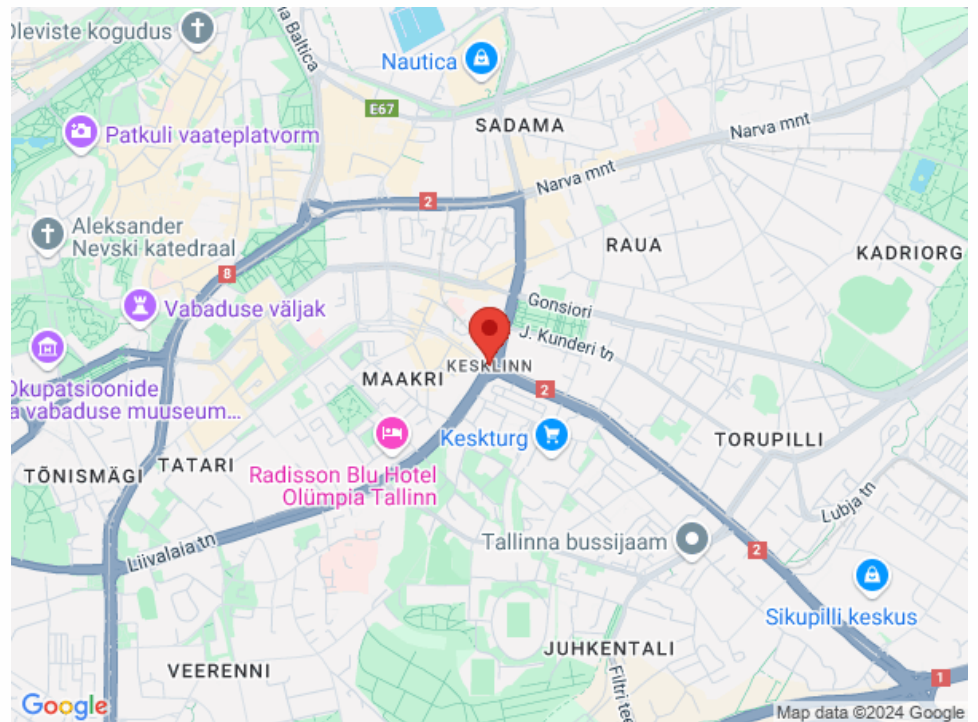 Oleviste kogudus
Nautica
E67
SADAMA
Narva mnt
Patkuli vaateplatvorm
Narva mnt
2
Aleksander
Nevski katedraal
RAUA
KADRIORG
8
Vabaduse väljak
Gonsiori
J. Kunderi tn
KESKLINN
MAAKRI
2
Okupatsioonide
a vabaduse muuseum...
Keskturg
TORUPILLI
TÕNISMÄGI
TATARI
Radisson Blu Hotel
Olümpia Tallinn
Lubja tn
Liivalaia tn
Tallinna bussijaam
2
Sikupilli keskus
JUHKENTALI
VEERENNI
Filtri tee
1
Google
Map data ©2024 Google